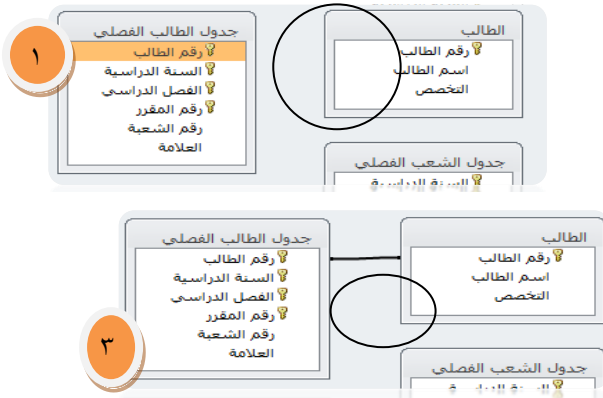 الطالب
رقم الطالب
اسم الطالب
التخصص
جدول الطالب الفصلي
رقم الطالب
السنة الدراسية
الفصل الدراسي
رقم المقرر
رقم الشعبة
العلامة
١
جدول الشعب الفصلي
السنة الدراسية
الطالب
رقم الطالب
اسم الطالب
التخصص
جدول الطالب الفصلي
رقم الطالب
السنة الدراسية
الفصل الدراسي
رقم المقرر
رقم الشعبة
العلامة
٣
جدول الشعب الفصلي